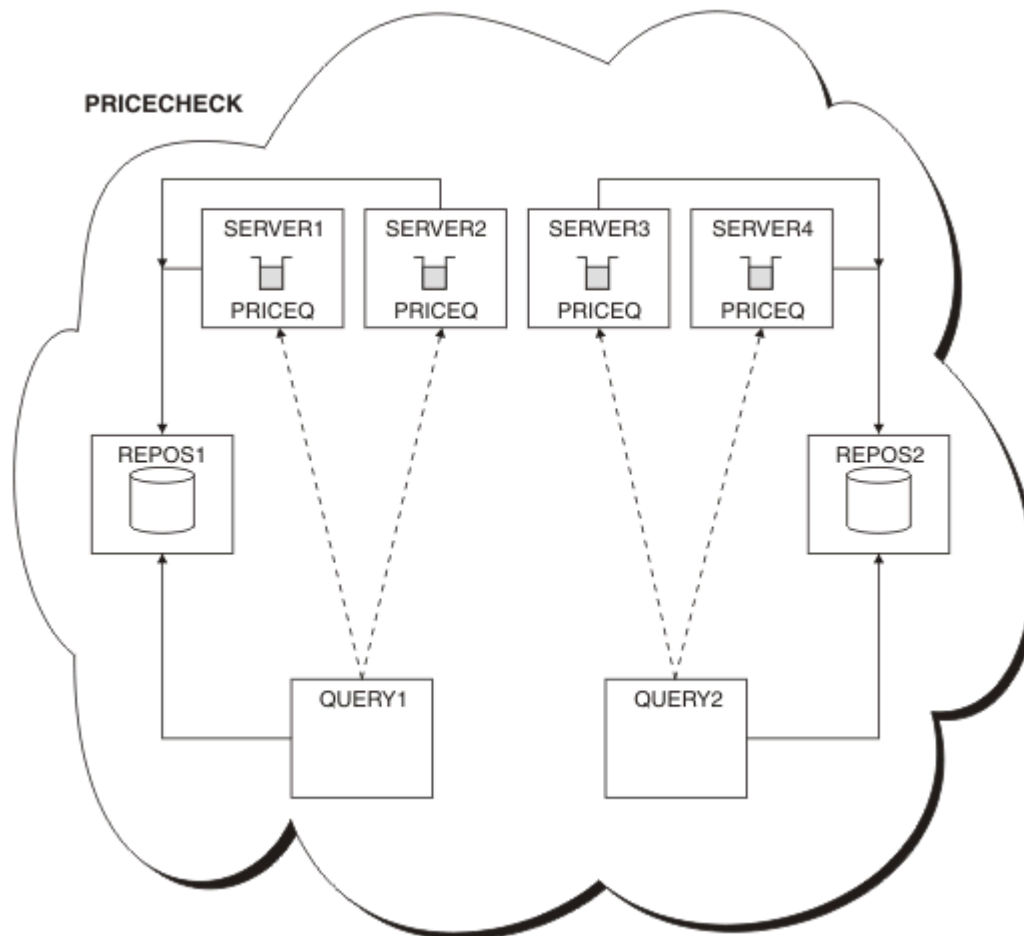 PRICECHECK
SERVER1
PRICEQ
SERVER2
PRICEQ
SERVER3
PRICEQ
SERVER4
PRICEQ
REPOS1
REPOS2
QUERY1
QUERY2